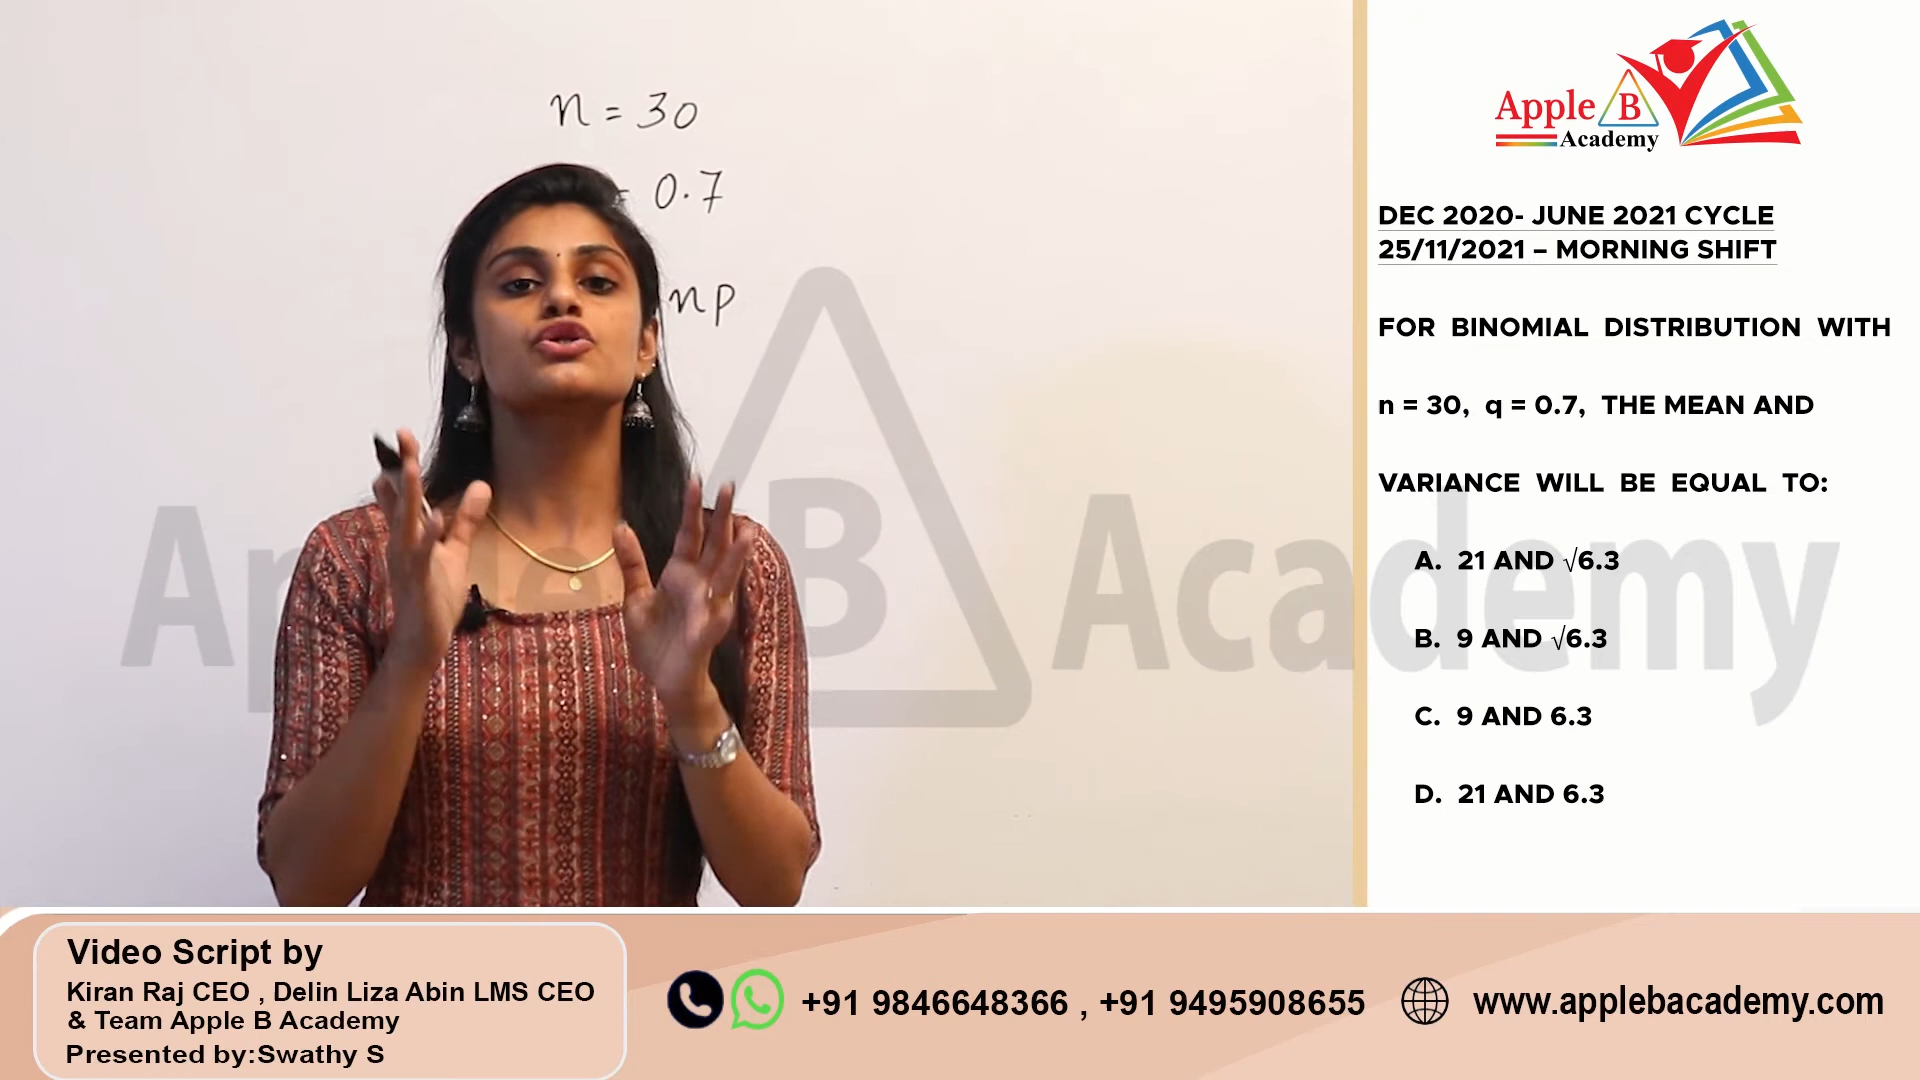 n = 30
= 0.7
np
Apple B Academy
Apple B
Academy
DEC 2020- JUNE 2021 CYCLE
25/11/2021 – MORNING SHIFT
FOR BINOMIAL DISTRIBUTION WITH
n = 30, q = 0.7, THE MEAN AND
VARIANCE WILL BE EQUAL TO:
A. 21 AND √6.3
B. 9 AND √6.3
C. 9 AND 6.3
D. 21 AND 6.3
Video Script by
Kiran Raj CEO , Delin Liza Abin LMS CEO
& Team Apple B Academy
Presented by:Swathy S
+91 9846648366 , +91 9495908655
www.applebacademy.com